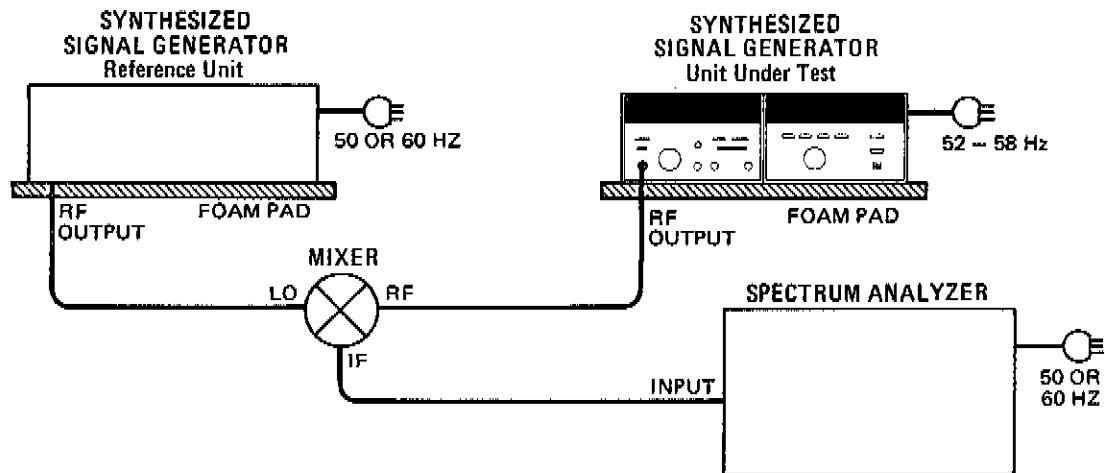 SYNTHESIZED
SIGNAL GENERATOR
Reference Unit
50 OR 60 HZ
FOAM PAD
RF
OUTPUT
SYNTHESIZED
SIGNAL GENERATOR
Unit Under Test
52 – 58 Hz
FOAM PAD
RF
OUTPUT
MIXER
LO
RF
IF
SPECTRUM ANALYZER
INPUT
50 OR
60 HZ